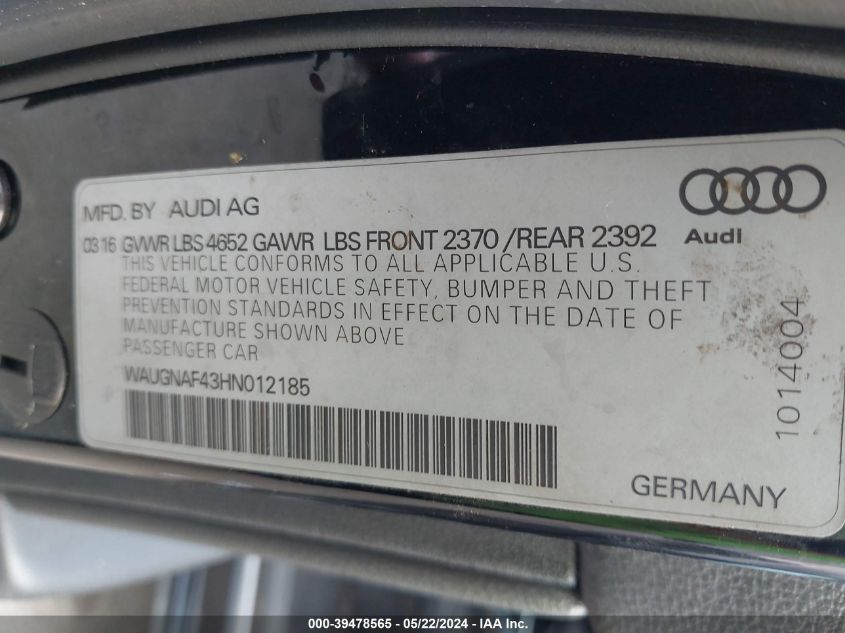 MFD. BY AUDI AG
Audi
03 16 GVWR LBS 4652 GAWR LBS FRONT 2370 /REAR 2392
THIS VEHICLE CONFORMS TO ALL APPLICABLE U.S.
FEDERAL MOTOR VEHICLE SAFETY, BUMPER AND THEFT
PREVENTION STANDARDS IN EFFECT ON THE DATE OF
MANUFACTURE SHOWN ABOVE
PASSENGER CAR
WAUGNAF43HN012185
1014004
GERMANY
000-39478565 - 05/22/2024 - IAA Inc.